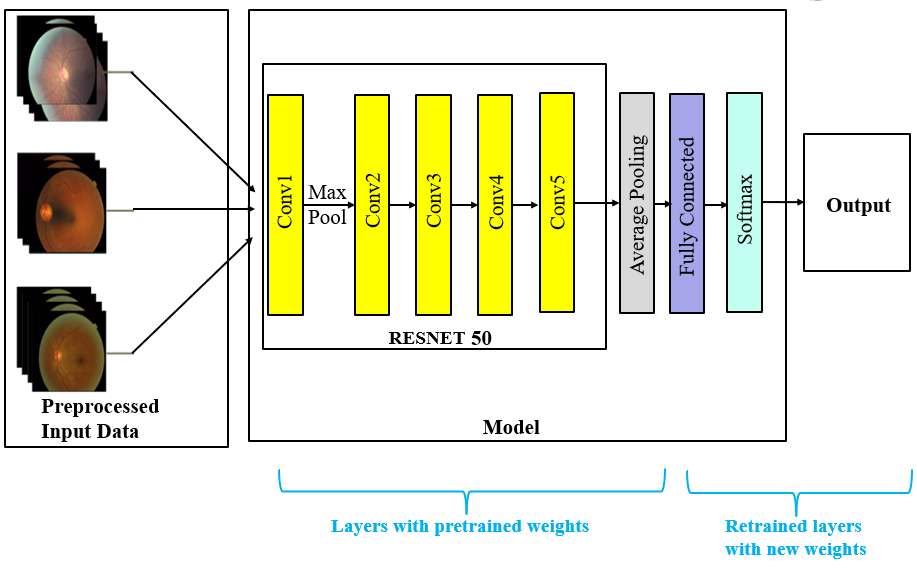 Preprocessed
Input Data
Conv1
Max
Pool
Conv2
Conv3
Conv4
Conv5
RESNET 50
Average Pooling
Fully Connected
Softmax
Model
Output
Layers with pretrained weights
Retrained layers
with new weights